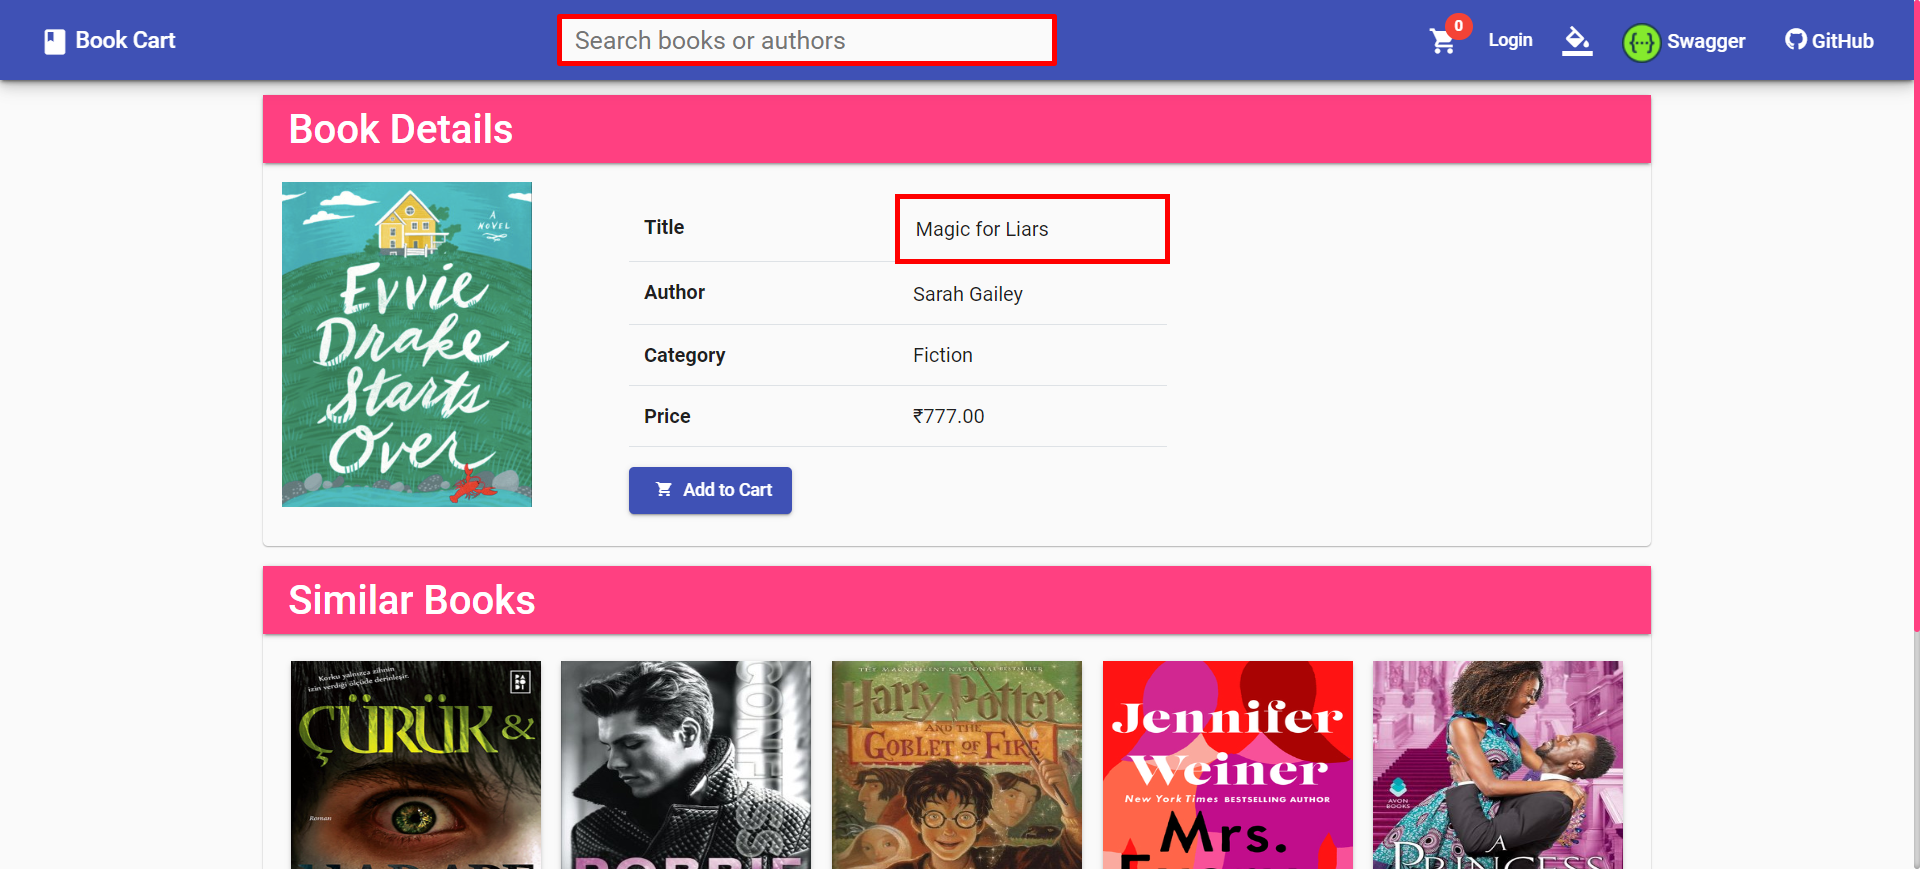 Book Cart
Search books or authors
0
Login
Swagger
GitHub
Book Details
A
NOVEL
Evvie
Drake
Starts
Over
Title
Magic for Liars
Author
Sarah Gailey
Category
Fiction
Price
₹777.00
Add to Cart
Similar Books
Korku yalnızca zihnin
izin verdiği ölçüde derinleşir.
ÇÜRÜK &
Roman
Harry Potter
AND THE
GOBLET OF FIRE
Jennifer
Weiner
New York Times BESTSELLING AUTHOR
Mrs.
AVON
BOOKS
A
PRINCESS